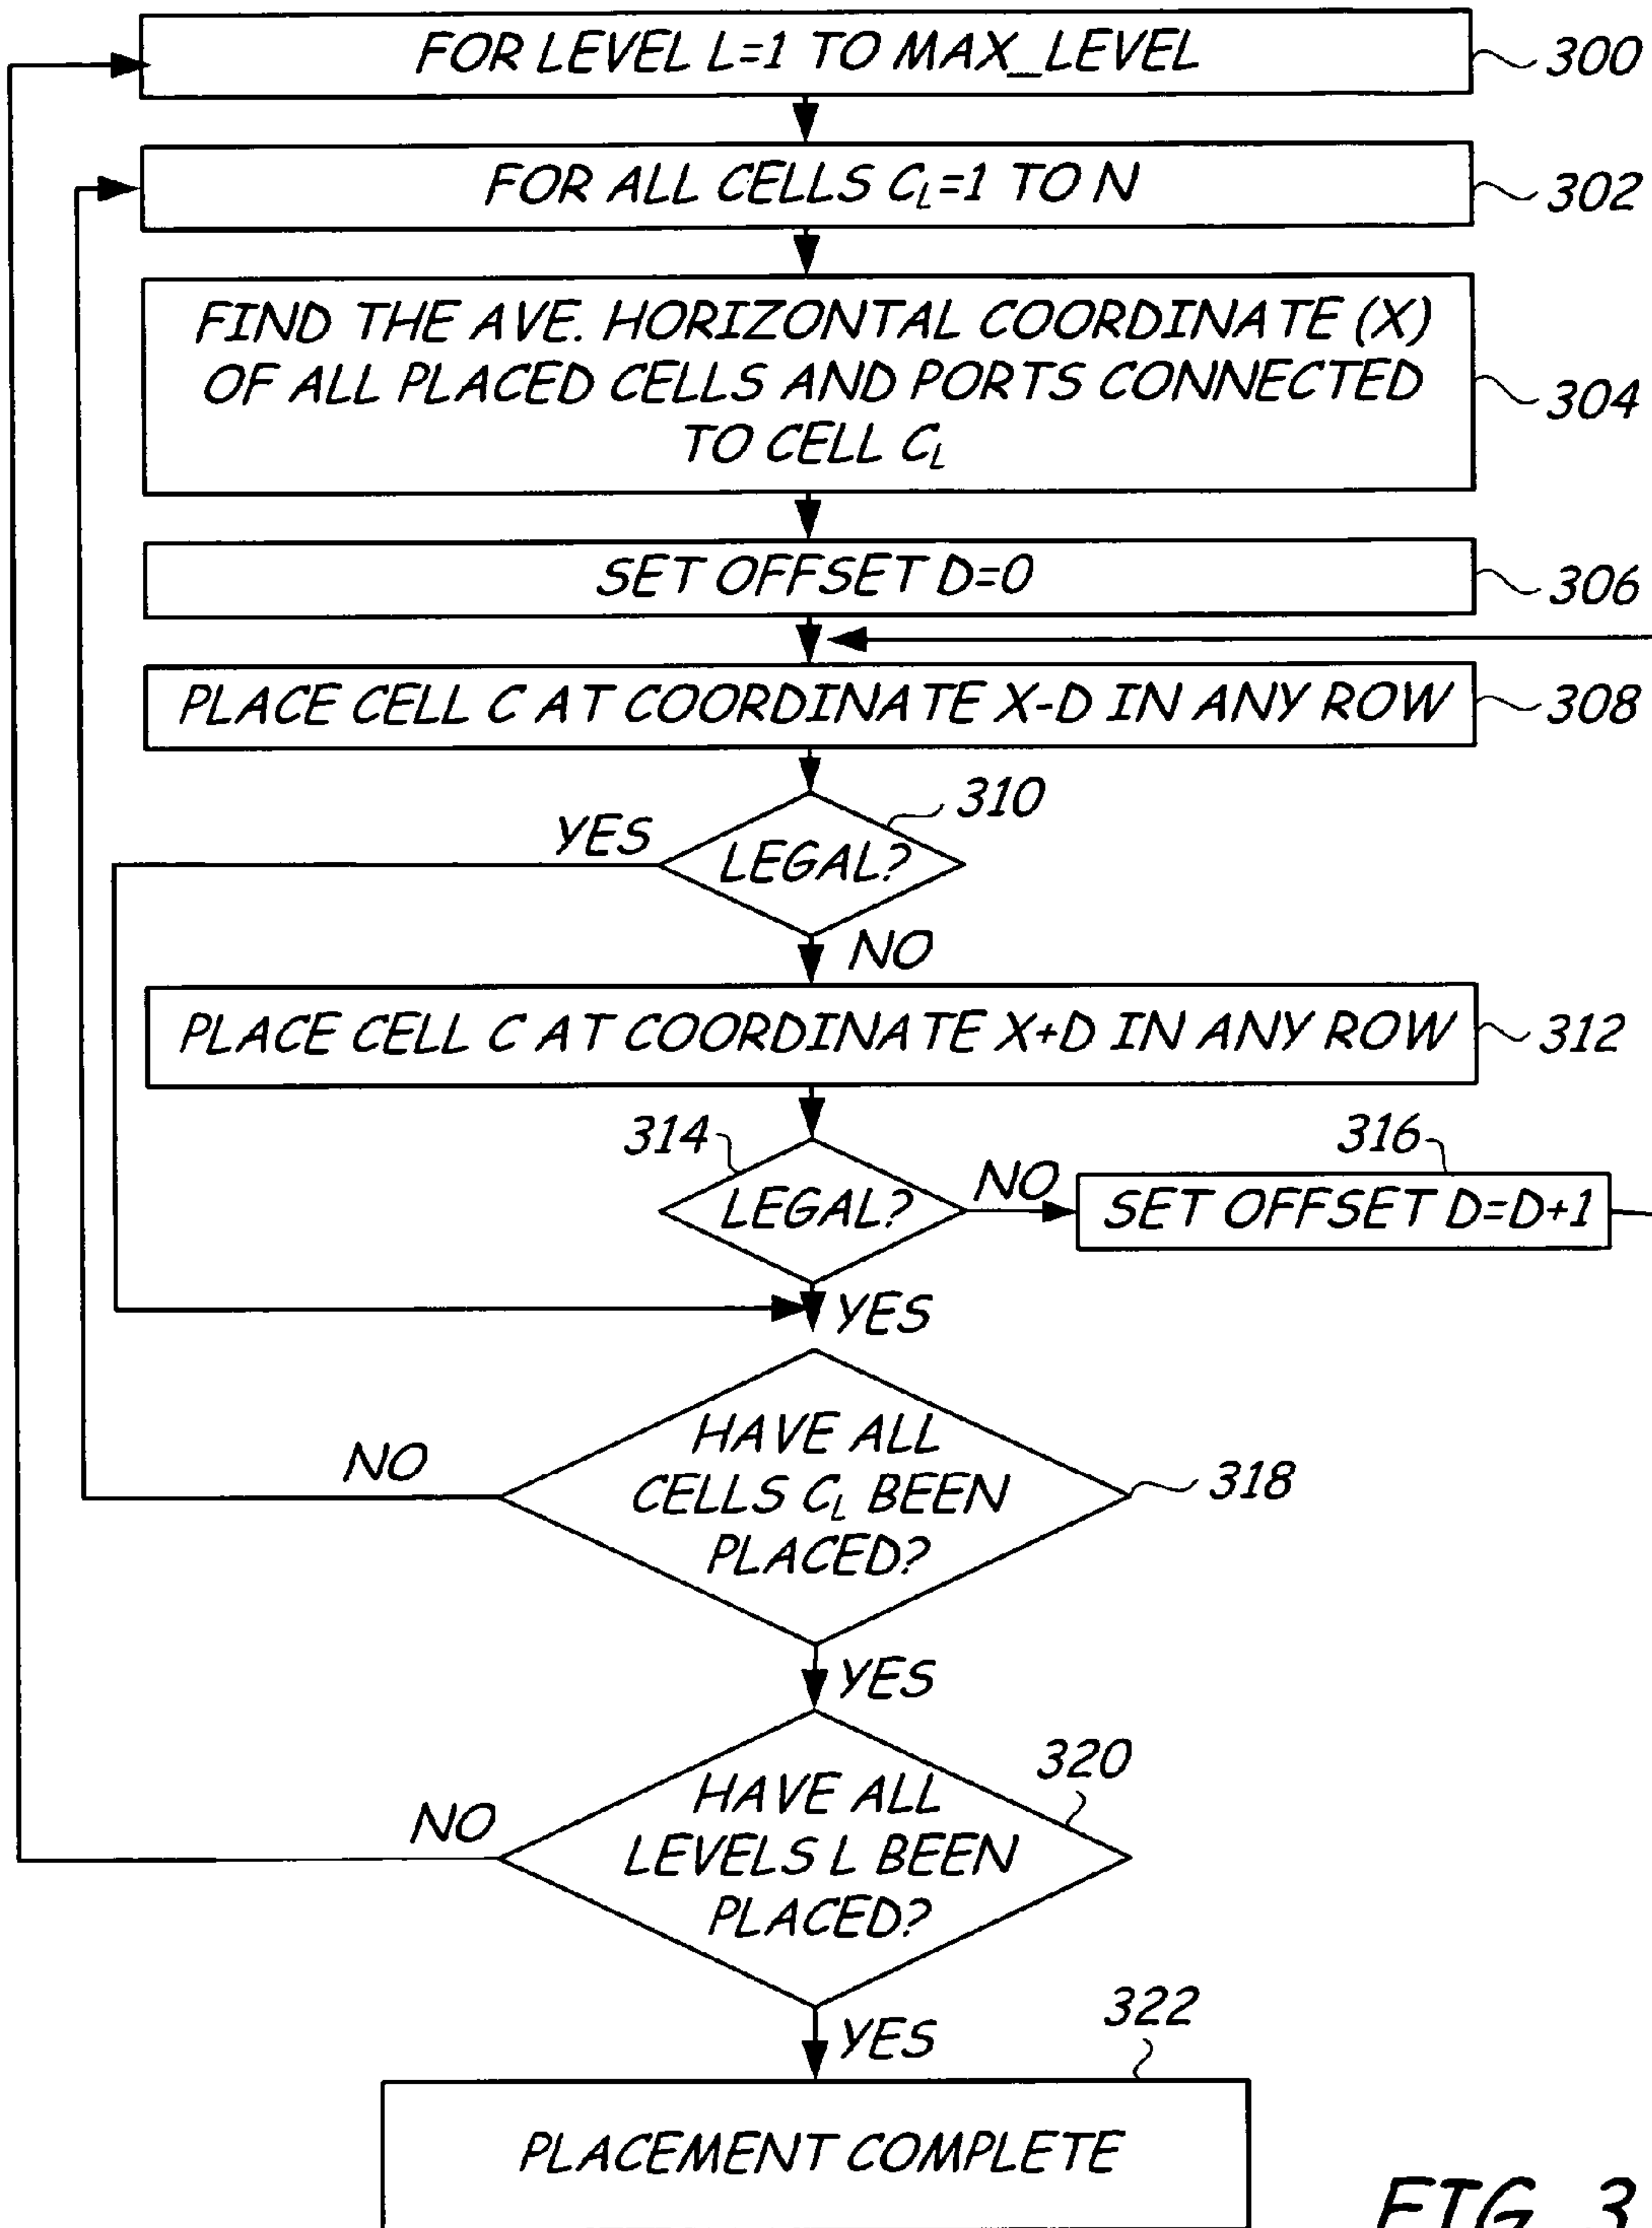 FOR LEVEL L=1 TO MAX_LEVEL
300
FOR ALL CELLS CL=1 TO N
302
FIND THE AVE. HORIZONTAL COORDINATE (X)
OF ALL PLACED CELLS AND PORTS CONNECTED
TO CELL CL
304
SET OFFSET D=0
306
PLACE CELL C AT COORDINATE X-D IN ANY ROW
308
310
YES
LEGAL?
NO
PLACE CELL C AT COORDINATE X+D IN ANY ROW
312
314
316
LEGAL?
NO
SET OFFSET D=D+1
YES
HAVE ALL
CELLS CL BEEN
PLACED?
NO
318
YES
320
HAVE ALL
LEVELS L BEEN
PLACED?
NO
YES
322
PLACEMENT COMPLETE
FIG. 3